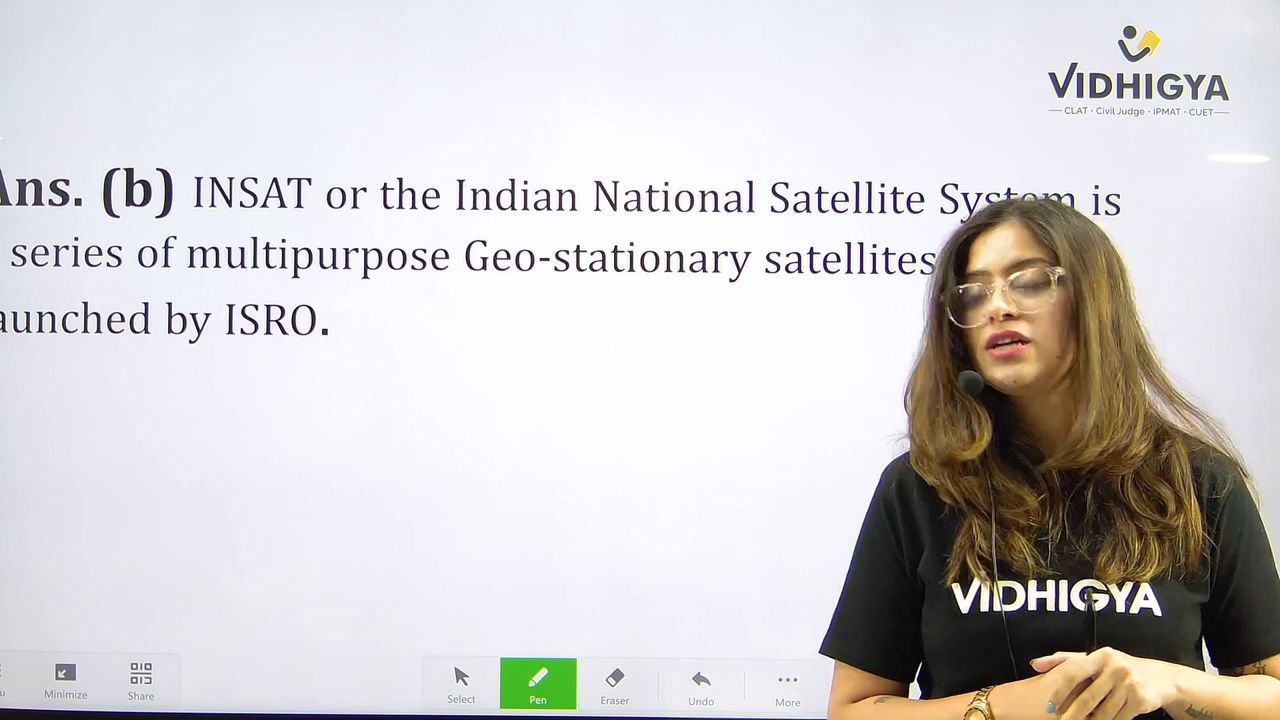 VIDHIGYA
CLAT · Civil Judge · IPMAT · CUET
Ans. (b) INSAT or the Indian National Satellite System is
series of multipurpose Geo-stationary satellites
aunched by ISRO.
VIDHIGYA
u
Minimize
Share
Select
Pen
Eraser
Undo
More